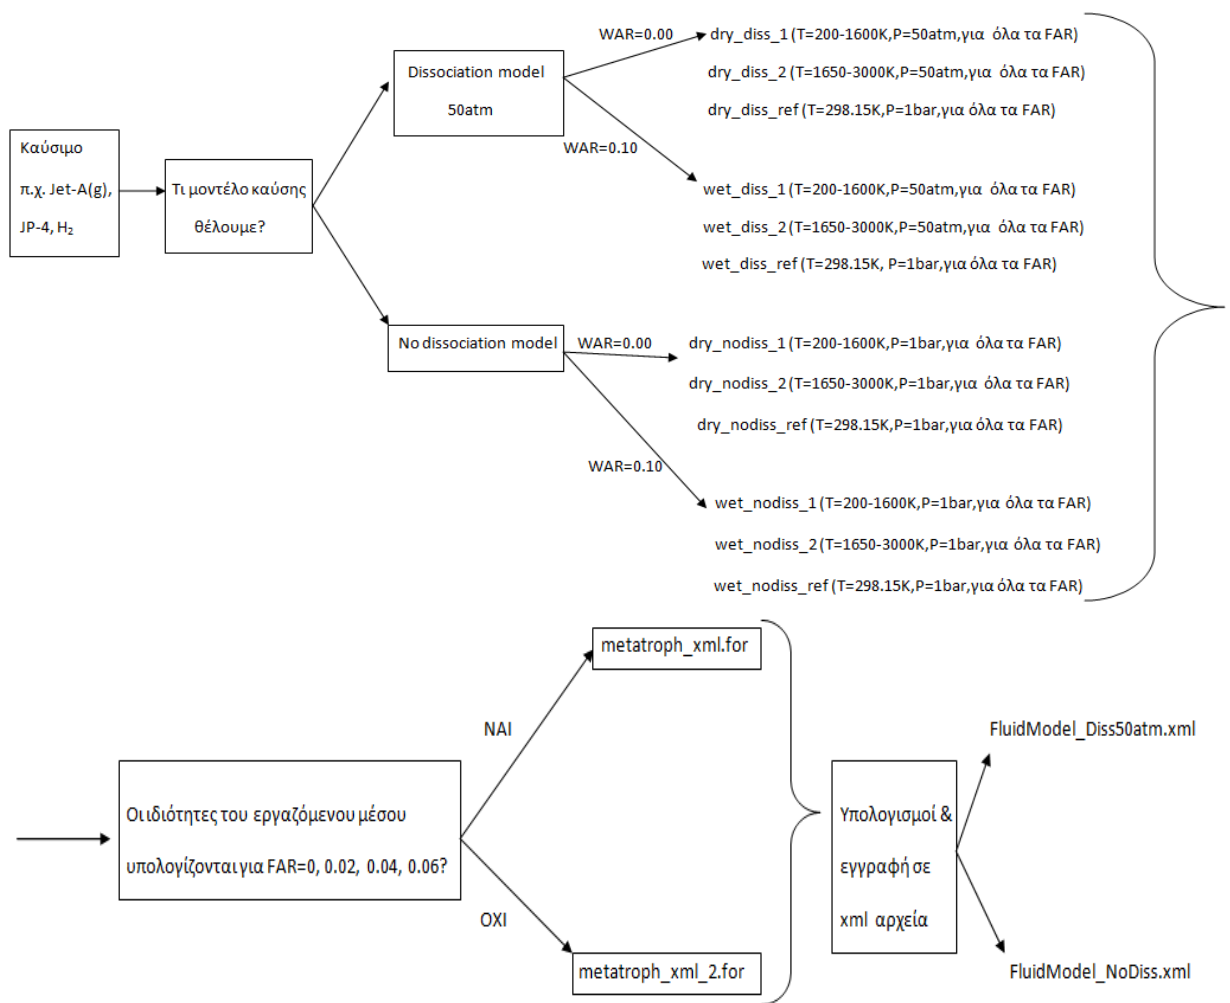 Καύσιμο
π.χ. Jet-A(g),
JP-4, H₂
Τι μοντέλο καύσης
θέλουμε?
Dissociation model
50atm
WAR=0.00
dry_diss_1 (T=200-1600K,P=50atm,για όλα τα FAR)
dry_diss_2 (T=1650-3000K,P=50atm,για όλα τα FAR)
dry_diss_ref (T=298.15K,P=1bar,για όλα τα FAR)
WAR=0.10
wet_diss_1 (T=200-1600K,P=50atm,για όλα τα FAR)
wet_diss_2 (T=1650-3000K,P=50atm,για όλα τα FAR)
wet_diss_ref (T=298.15K, P=1bar,για όλα τα FAR)
No dissociation model
WAR=0.00
dry_nodiss_1 (T=200-1600K,P=1bar,για όλα τα FAR)
dry_nodiss_2 (T=1650-3000K,P=1bar,για όλα τα FAR)
dry_nodiss_ref (T=298.15K,P=1bar,για όλα τα FAR)
WAR=0.10
wet_nodiss_1 (T=200-1600K,P=1bar,για όλα τα FAR)
wet_nodiss_2 (T=1650-3000K,P=1bar,για όλα τα FAR)
wet_nodiss_ref (T=298.15K,P=1bar,για όλα τα FAR)
Οι ιδιότητες του εργαζόμενου μέσου
υπολογίζονται για FAR=0, 0.02, 0.04, 0.06?
ΝΑΙ
metatroph_xml.for
ΟΧΙ
metatroph_xml_2.for
Υπολογισμοί &
εγγραφή σε
xml αρχεία
FluidModel_Diss50atm.xml
FluidModel_NoDiss.xml